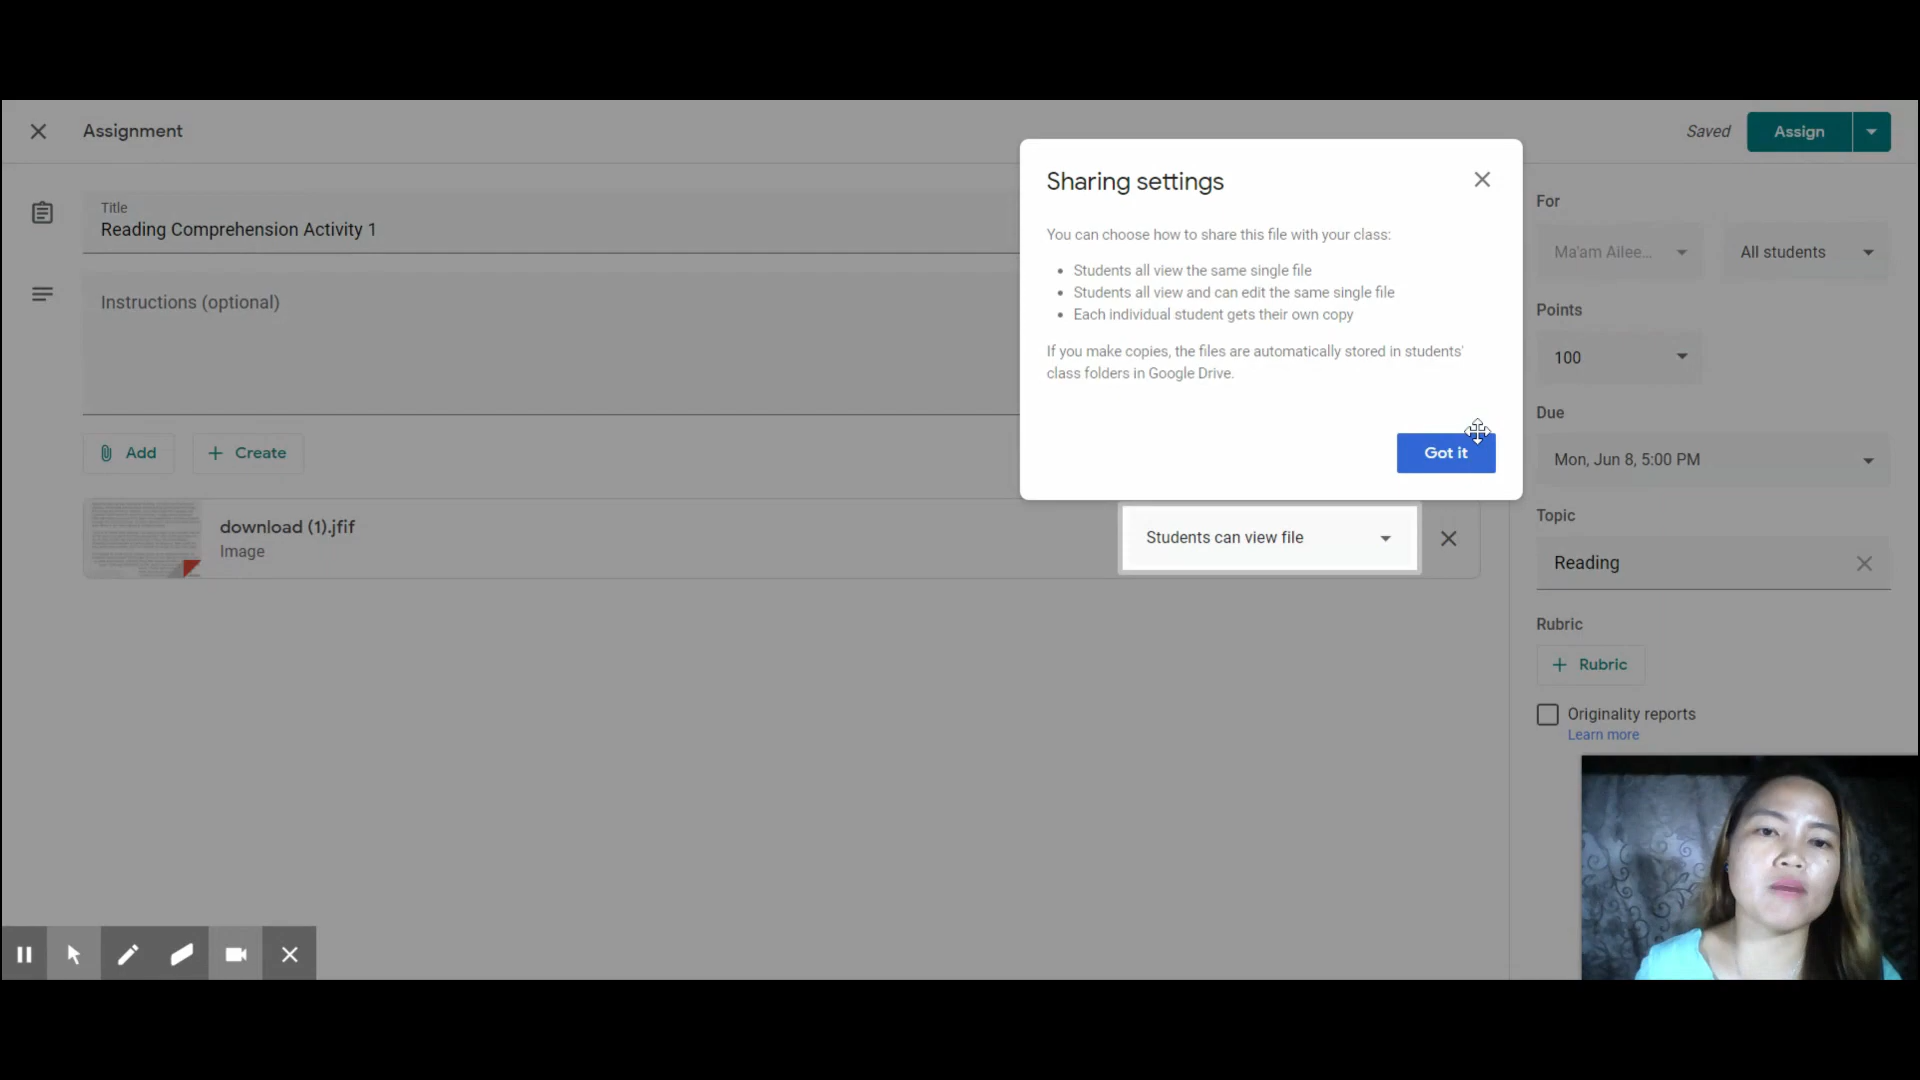 Assignment
Saved
Assign
Title
Reading Comprehension Activity 1
Instructions (optional)
Add
Create
download (1).jfif
Image
Sharing settings
You can choose how to share this file with your class:
• Students all view the same single file
• Students all view and can edit the same single file
• Each individual student gets their own copy
If you make copies, the files are automatically stored in students'
class folders in Google Drive.
Got it
Students can view file
For
Ma'am Ailee...
All students
Points
100
Due
Mon, Jun 8, 5:00 PM
Topic
Reading
Rubric
Rubric
Originality reports
Learn more